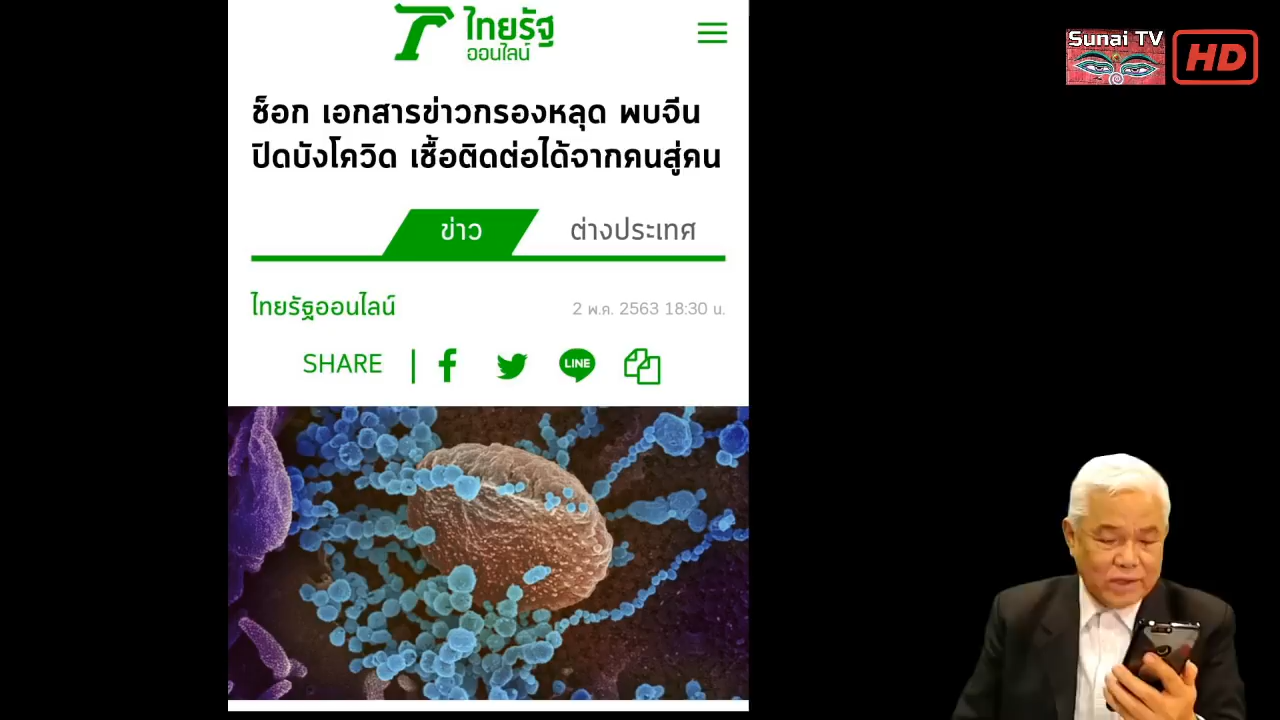 ไทยรัฐ
ออนไลน์
Sunai TV
HD
ช็อก เอกสารข่าวกรองหลุด พบจีน
ปิดบังโควิด เชื้อติดต่อได้จากคนสู่คน
ข่าว ต่างประเทศ
ไทยรัฐออนไลน์ 2 พ.ค. 2563 18:30 น.
SHARE
LINE